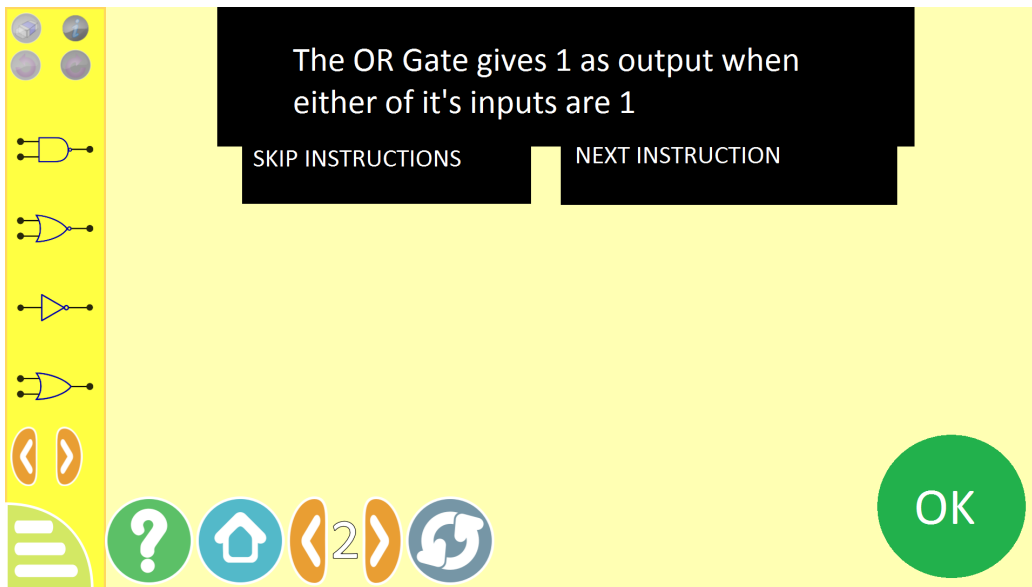 The OR Gate gives 1 as output when
either of it's inputs are 1
SKIP INSTRUCTIONS
NEXT INSTRUCTION
OK
?
2